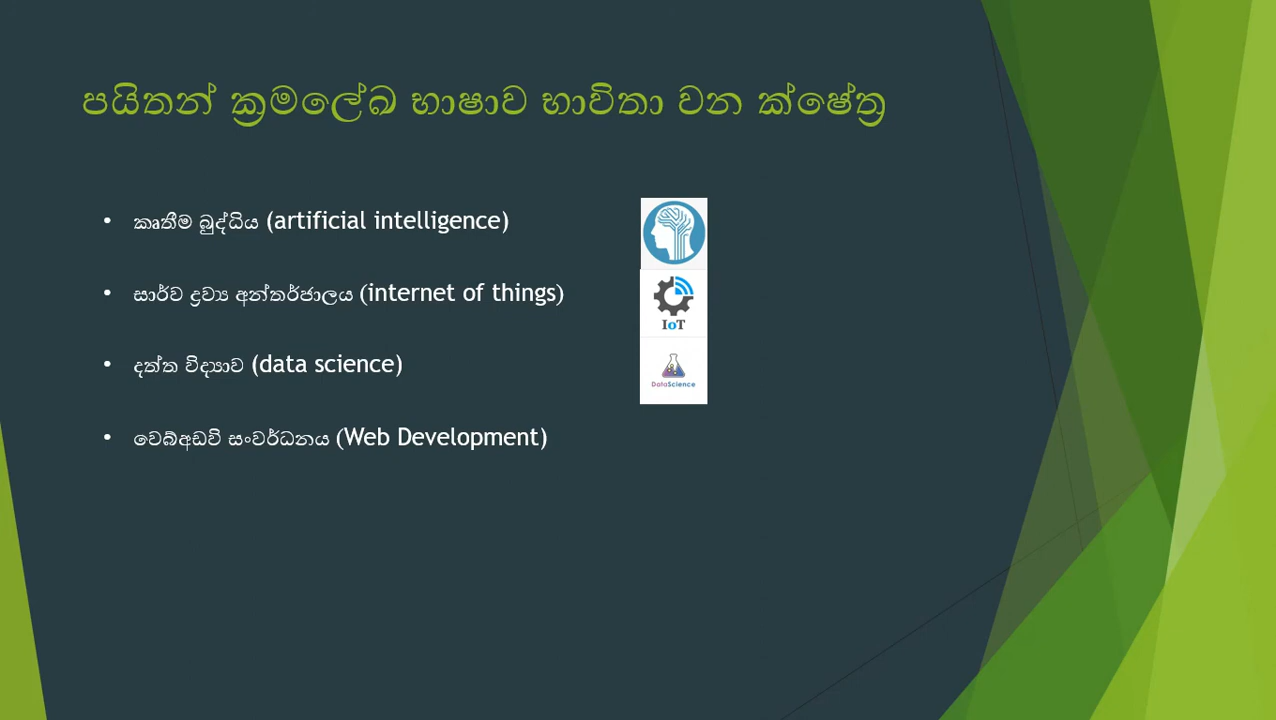 පයිතන් ක්‍රමලේඛ භාෂාව භාවිතා වන ක්ෂේත්‍ර
• කෘතීම බුද්ධිය (artificial intelligence)
• සාර්ව ද්‍රව්‍ය අන්තර්ජාලය (internet of things)
IoT
• දත්ත විද්‍යාව (data science)
DataScience
• වෙබ්අඩවි සංවර්ධනය (Web Development)